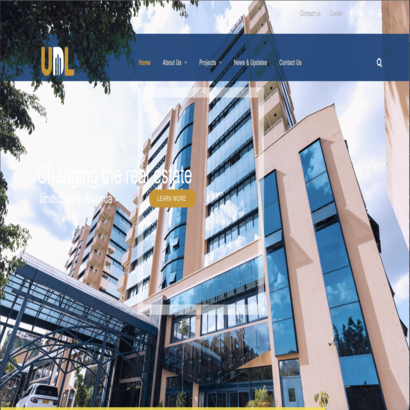 Contact us Career
UDL
Home About Us Projects News & Updates Contact Us
Changing the real estate
landscape in Rwanda
LEARN MORE